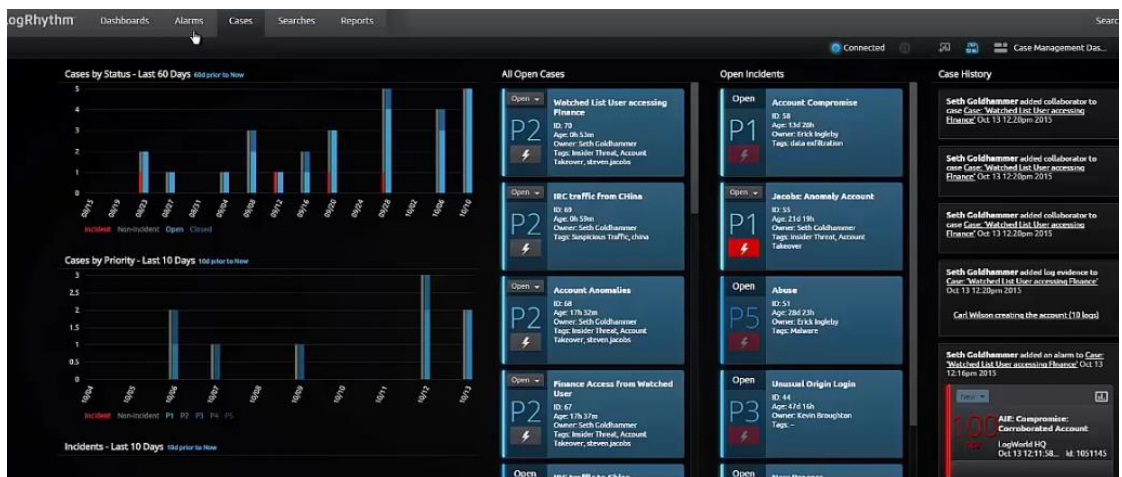 ogRhythm
Dashboards
Alarms
Cases
Searches
Reports
Searc
Connected
Case Management Das...
Cases by Status - Last 60 Days 60d prior to Now
5
4
3
2
1
0
08/15
08/19
08/23
08/27
08/31
09/04
09/08
09/12
09/16
09/20
09/24
09/28
10/02
10/06
10/10
Incident Non-Incident Open Closed
Cases by Priority - Last 10 Days 10d prior to Now
3
2.5
2
1.5
1
0.5
0
10/04
10/05
10/06
10/07
10/08
10/09
10/10
10/11
10/12
10/13
Incident Non-Incident P1 P2 P3 P4 P5
Incidents - Last 10 Days 10d prior to Now
All Open Cases
Open
P2
Watched List User accessing
Finance
ID: 70
Age: 0h 53m
Owner: Seth Goldhammer
Tags: Insider Threat, Account
Takeover, steven.jacobs
Open
P2
IRC traffic from CHina
ID: 69
Age: 0h 59m
Owner: Seth Goldhammer
Tags: Suspicious Traffic, china
Open
P2
Account Anomalies
ID: 68
Age: 17h 32m
Owner: Seth Goldhammer
Tags: Insider Threat, Account
Takeover, steven.jacobs
Open
P2
Finance Access from Watched
User
ID: 67
Age: 17h 37m
Owner: Seth Goldhammer
Tags: Insider Threat, Account
Takeover, steven.jacobs
Open
Open Incidents
Open
P1
Account Compromise
ID: 58
Age: 13d 20h
Owner: Erick Ingleby
Tags: data exfiltration
Open
P1
Jacobs: Anomaly Account
ID: 55
Age: 21d 19h
Owner: Seth Goldhammer
Tags: Insider Threat, Account
Takeover
Open
P5
Abuse
ID: 51
Age: 28d 23h
Owner: Erick Ingleby
Tags: Malware
Open
P3
Unusual Origin Login
ID: 44
Age: 47d 16h
Owner: Kevin Broughton
Tags: -
Open
Case History
Seth Goldhammer added collaborator to
case Case: 'Watched List User accessing
Finance' Oct 13 12:20pm 2015
Seth Goldhammer added collaborator to
case Case: 'Watched List User accessing
Finance' Oct 13 12:20pm 2015
Seth Goldhammer added collaborator to
case Case: 'Watched List User accessing
Finance' Oct 13 12:20pm 2015
Seth Goldhammer added log evidence to
Case: 'Watched List User accessing Finance'
Oct 13 12:20pm 2015
Carl Wilson creating the account (10 logs)
Seth Goldhammer added an alarm to Case:
'Watched List User accessing Finance' Oct 13
12:16pm 2015
New
100
AIE: Compromise:
Corroborated Account
LogWorld HQ
Oct 13 12:11:58... Id: 1051145